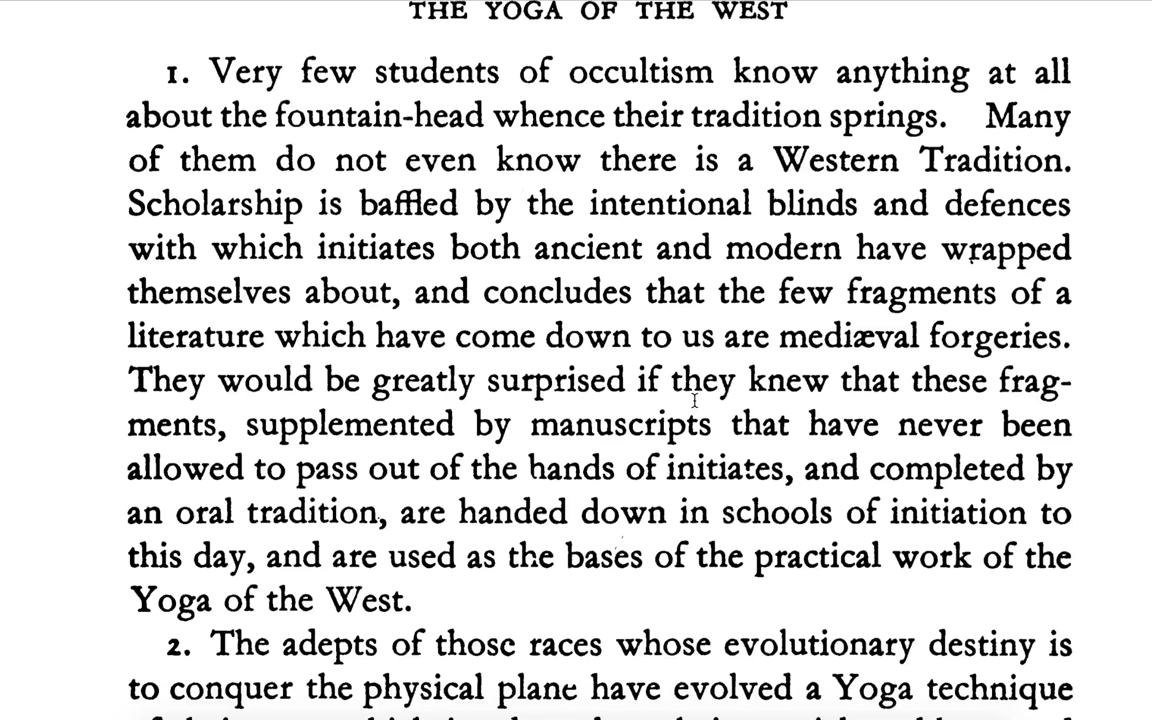 THE YOGA OF THE WEST
1. Very few students of occultism know anything at all
about the fountain-head whence their tradition springs. Many
of them do not even know there is a Western Tradition.
Scholarship is baffled by the intentional blinds and defences
with which initiates both ancient and modern have wrapped
themselves about, and concludes that the few fragments of a
literature which have come down to us are mediæval forgeries.
They would be greatly surprised if they knew that these frag-
ments, supplemented by manuscripts that have never been
allowed to pass out of the hands of initiates, and completed by
an oral tradition, are handed down in schools of initiation to
this day, and are used as the bases of the practical work of the
Yoga of the West.
2. The adepts of those races whose evolutionary destiny is
to conquer the physical plane have evolved a Yoga technique